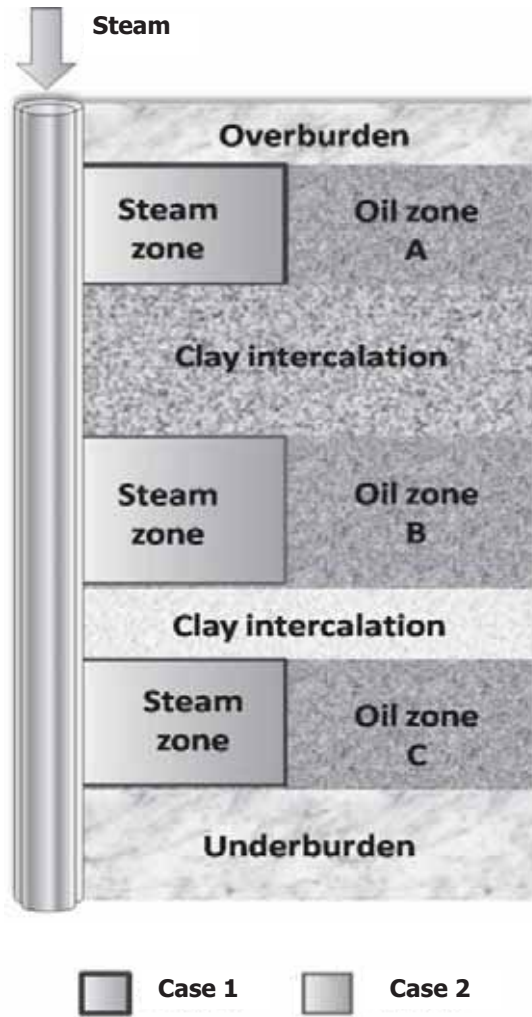 Steam
Overburden
Steam
zone
Oil zone
A
Clay intercalation
Steam
zone
Oil zone
B
Clay intercalation
Steam
zone
Oil zone
C
Underburden
Case 1
Case 2